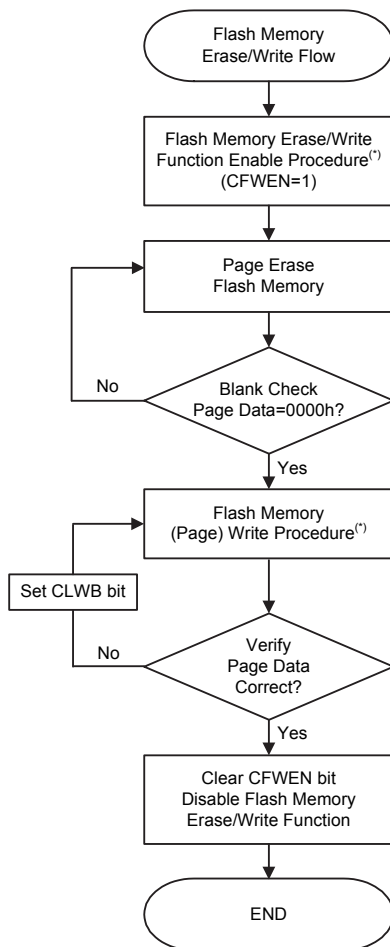 Flash Memory
Erase/Write Flow
Flash Memory Erase/Write
Function Enable Procedure(*)
(CFWEN=1)
Page Erase
Flash Memory
No
Blank Check
Page Data=0000h?
Yes
Flash Memory
(Page) Write Procedure(*)
Set CLWB bit
No
Verify
Page Data
Correct?
Yes
Clear CFWEN bit
Disable Flash Memory
Erase/Write Function
END